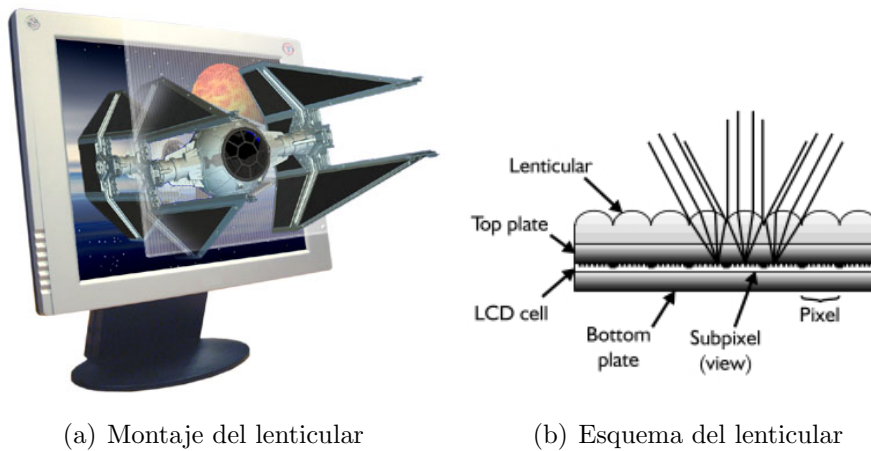 Lenticular
Top plate
LCD cell
Bottom
plate
Subpixel
(view)
Pixel
(a) Montaje del lenticular
(b) Esquema del lenticular